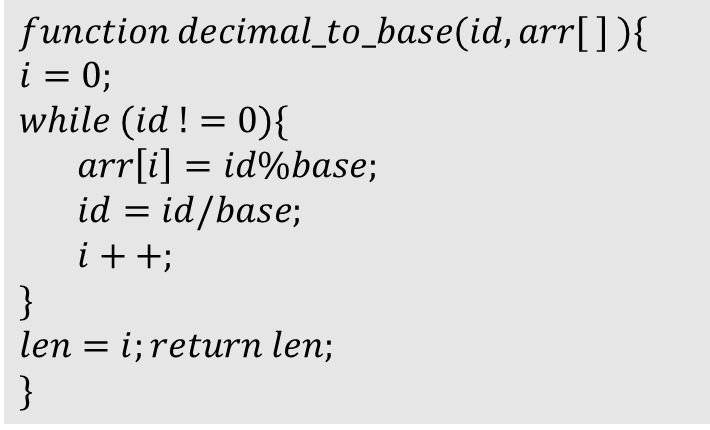 function decimal_to_base(id, arr[ ] ){
i = 0;
while (id ! = 0){
arr[i] = id%base;
id = id/base;
i + +;
}
len = i; return len;
}